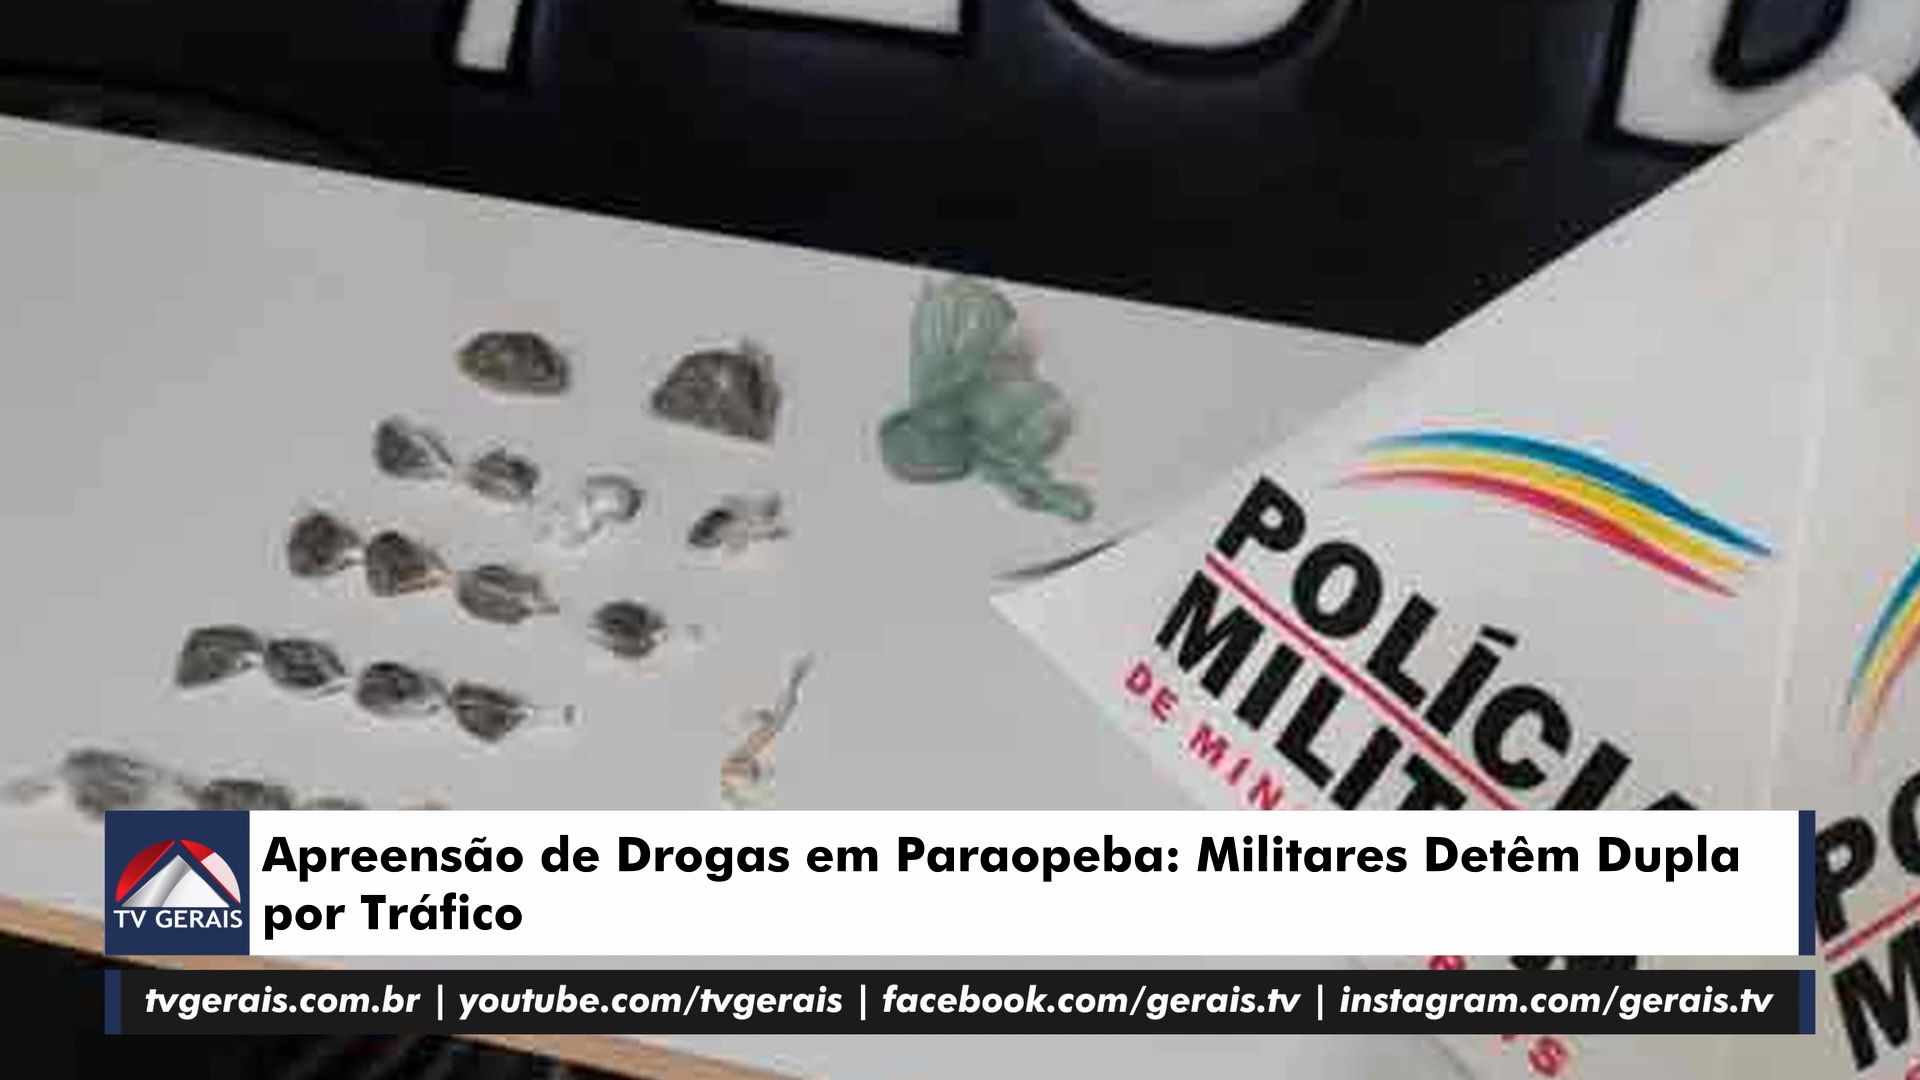 POLÍCIA
MILIT
DE MIN
Apreensão de Drogas em Paraopeba: Militares Detêm Dupla
por Tráfico
TV GERAIS
tvgerais.com.br | youtube.com/tvgerais | facebook.com/gerais.tv | instagram.com/gerais.tv